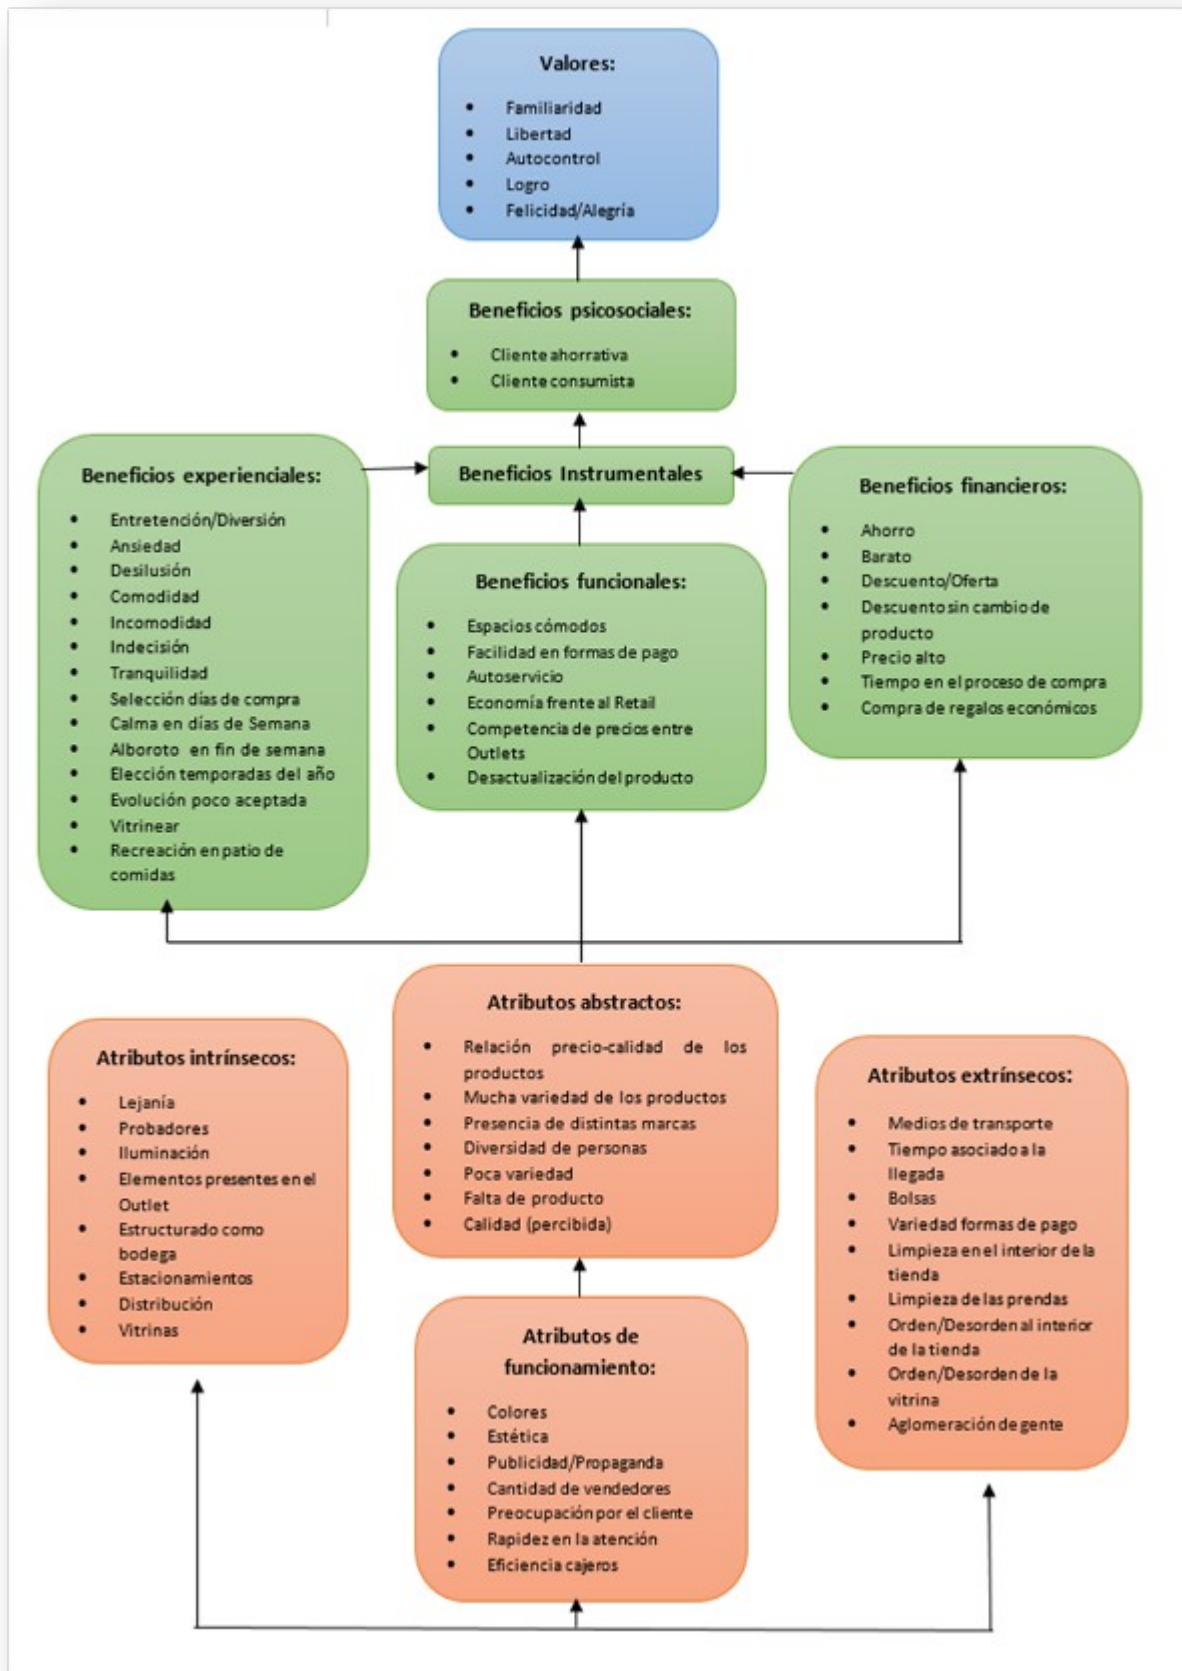 Valores:
Familiaridad
Libertad
Autocontrol
Logro
Felicidad/Alegría
Beneficios psicosociales:
Cliente ahorrativa
Cliente consumista
Beneficios experienciales:
Entretención/Diversión
Ansiedad
Desilusión
Comodidad
Incomodidad
Indecisión
Tranquilidad
Selección días de compra
Calma en días de Semana
Alboroto en fin de semana
Elección temporadas del año
Evolución poco aceptada
Vitrinear
Recreación en patio de
comidas
Beneficios Instrumentales
Beneficios funcionales:
Espacios cómodos
Facilidad en formas de pago
Autoservicio
Economía frente al Retail
Competencia de precios entre
Outlets
Desactualización del producto
Beneficios financieros:
Ahorro
Barato
Descuento/Oferta
Descuento sin cambio de
producto
Precio alto
Tiempo en el proceso de compra
Compra de regalos económicos
Atributos intrínsecos:
Lejanía
Probadores
Iluminación
Elementos presentes en el
Outlet
Estructurado como
bodega
Estacionamientos
Distribución
Vitrinas
Atributos abstractos:
Relación precio-calidad de los
productos
Mucha variedad de los productos
Presencia de distintas marcas
Diversidad de personas
Poca variedad
Falta de producto
Calidad (percibida)
Atributos extrínsecos:
Medios de transporte
Tiempo asociado a la
llegada
Bolsas
Variedad formas de pago
Limpieza en el interior de la
tienda
Limpieza de las prendas
Orden/Desorden al interior
de la tienda
Orden/Desorden de la
vitrina
Aglomeración de gente
Atributos de
funcionamiento:
Colores
Estética
Publicidad/Propaganda
Cantidad de vendedores
Preocupación por el cliente
Rapidez en la atención
Eficiencia cajeros